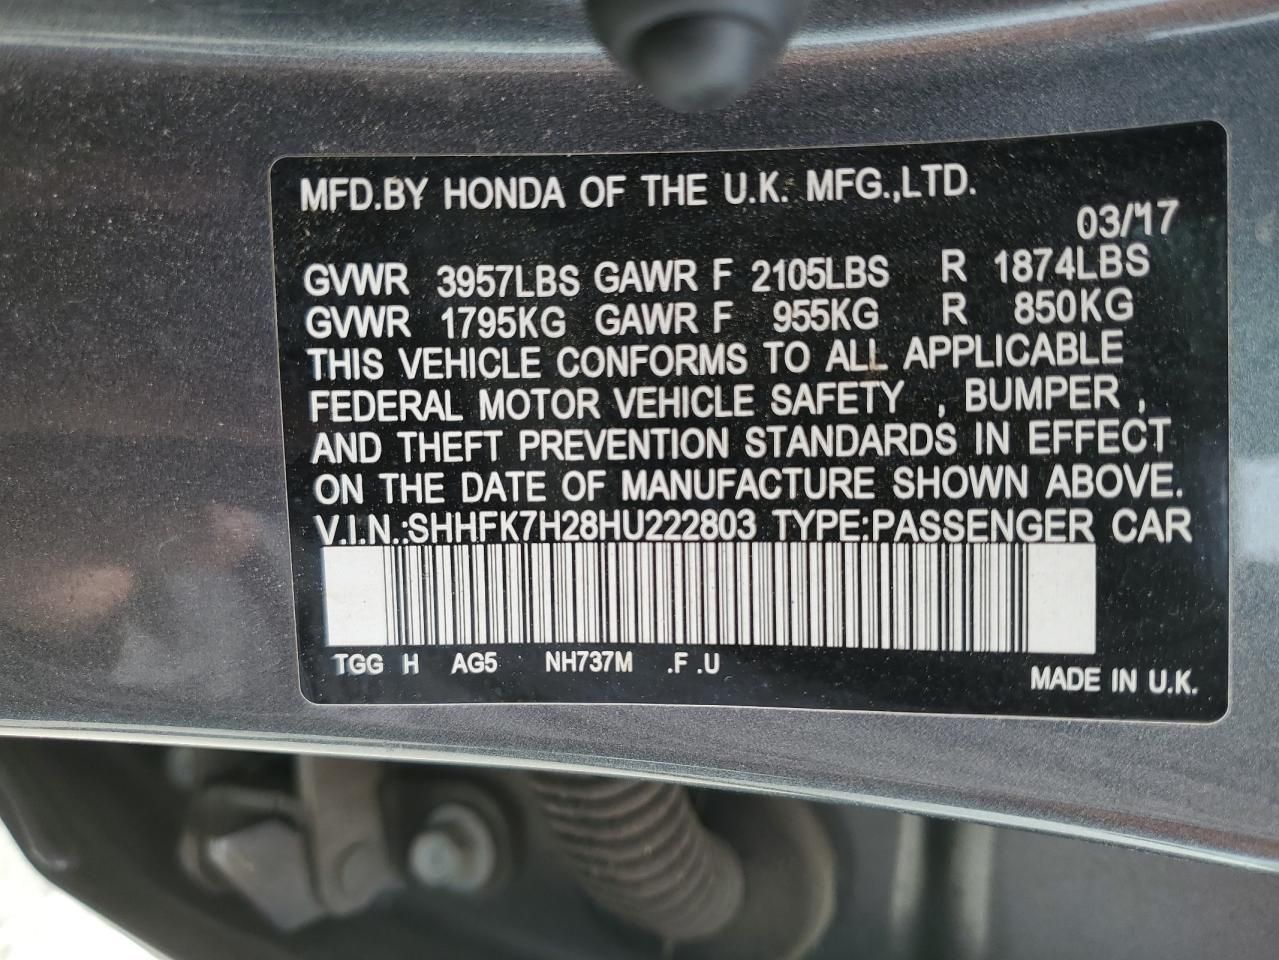 MFD.BY HONDA OF THE U.K. MFG.,LTD.
03/17
GVWR 3957LBS GAWR F 2105LBS R 1874LBS
GVWR 1795KG GAWR F 955KG R 850KG
THIS VEHICLE CONFORMS TO ALL APPLICABLE
FEDERAL MOTOR VEHICLE SAFETY , BUMPER ,
AND THEFT PREVENTION STANDARDS IN EFFECT
ON THE DATE OF MANUFACTURE SHOWN ABOVE.
V.I.N.:SHHFK7H28HU222803 TYPE:PASSENGER CAR
TGG H AG5 NH737M .F .U
MADE IN U.K.